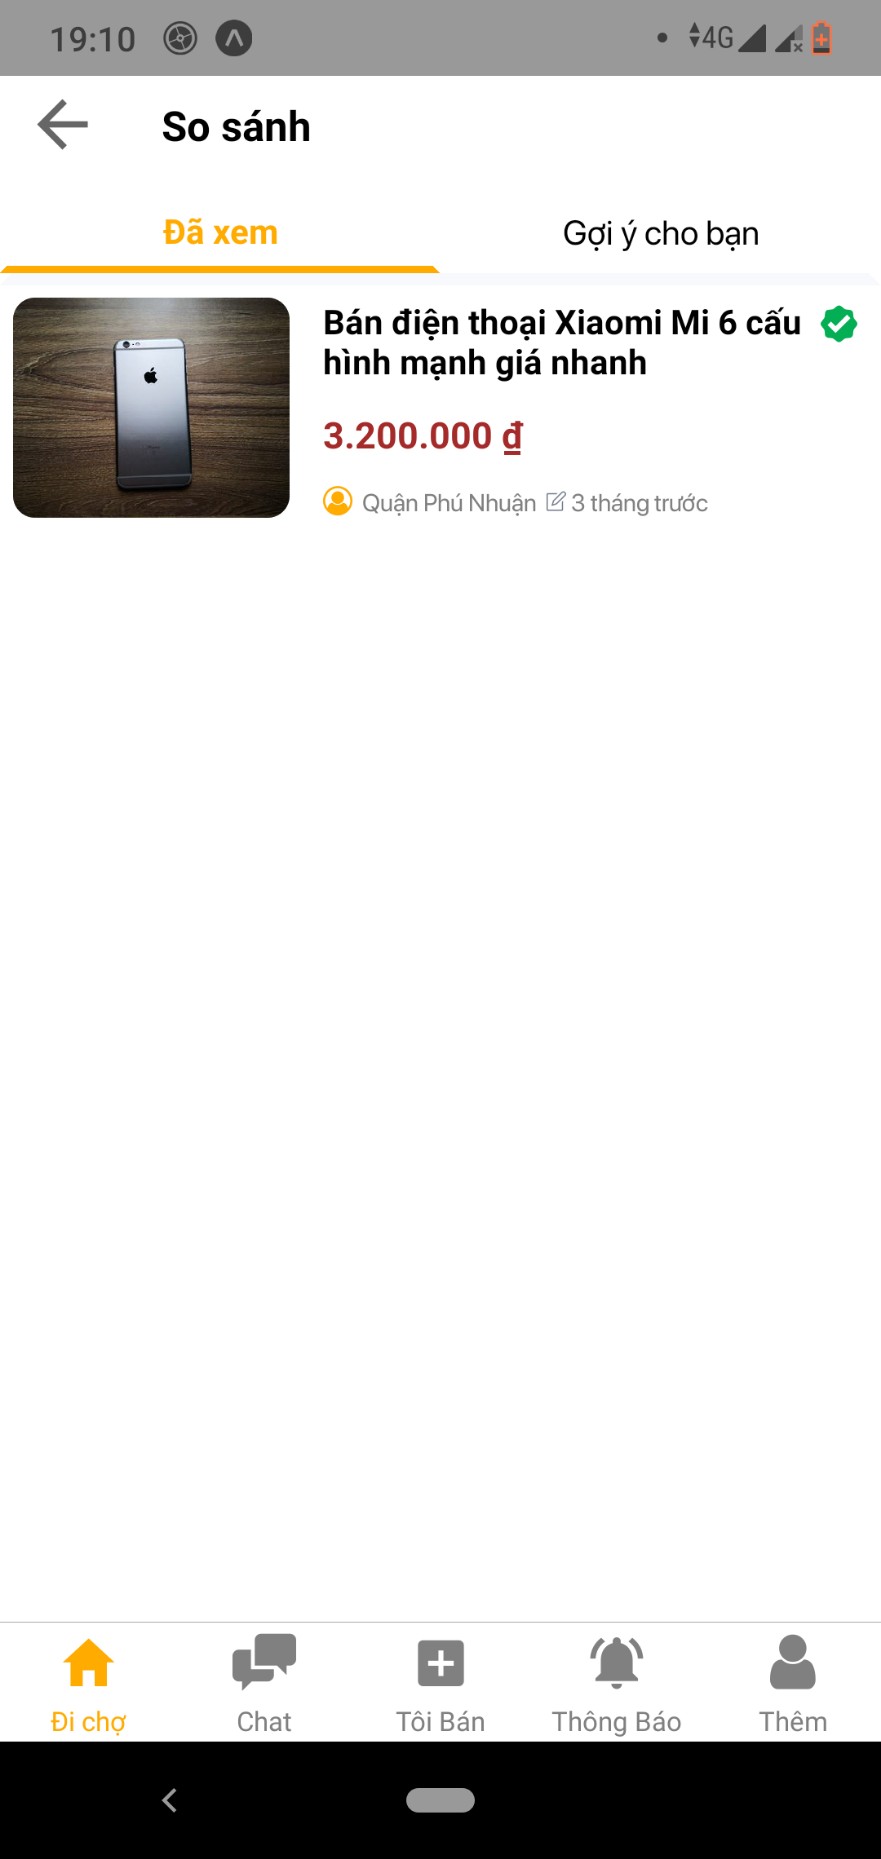 19:10
4G
So sánh
Đã xem
Gợi ý cho bạn
Bán điện thoại Xiaomi Mi 6 cấu
hình mạnh giá nhanh
3.200.000 ₫
Quận Phú Nhuận 3 tháng trước
Đi chợ
Chat
Tôi Bán
Thông Báo
Thêm